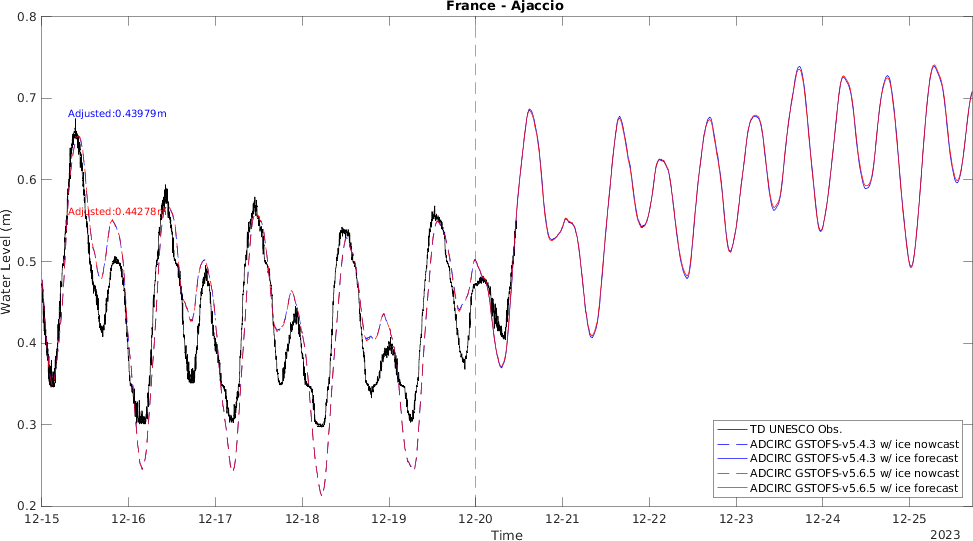 France - Ajaccio
0.8
0.7
0.6
0.5
0.4
0.3
0.2
Water Level (m)
Adjusted:0.43979m
Adjusted:0.44278m
TD UNESCO Obs.
ADCIRC GSTOFS-v5.4.3 w/ ice nowcast
ADCIRC GSTOFS-v5.4.3 w/ ice forecast
ADCIRC GSTOFS-v5.6.5 w/ ice nowcast
ADCIRC GSTOFS-v5.6.5 w/ ice forecast
12-15 12-16 12-17 12-18 12-19 12-20 12-21 12-22 12-23 12-24 12-25
Time
2023